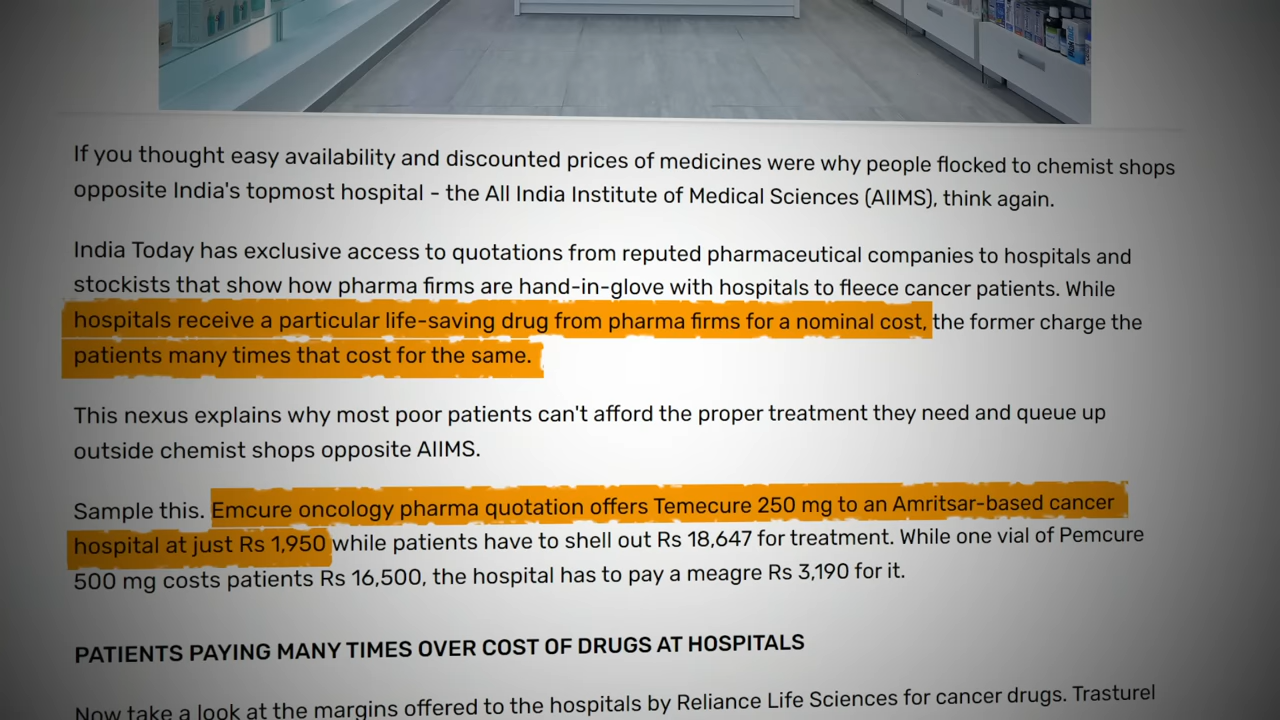 If you thought easy availability and discounted prices of medicines were why people flocked to chemist shops
opposite India's topmost hospital - the All India Institute of Medical Sciences (AIIMS), think again.
India Today has exclusive access to quotations from reputed pharmaceutical companies to hospitals and
stockists that show how pharma firms are hand-in-glove with hospitals to fleece cancer patients. While
hospitals receive a particular life-saving drug from pharma firms for a nominal cost, the former charge the
patients many times that cost for the same.
This nexus explains why most poor patients can't afford the proper treatment they need and queue up
outside chemist shops opposite AIIMS.
Sample this. Emcure oncology pharma quotation offers Temecure 250 mg to an Amritsar-based cancer
hospital at just Rs 1,950 while patients have to shell out Rs 18,647 for treatment. While one vial of Pemcure
500 mg costs patients Rs 16,500, the hospital has to pay a meagre Rs 3,190 for it.
PATIENTS PAYING MANY TIMES OVER COST OF DRUGS AT HOSPITALS
Now take a look at the margins offered to the hospitals by Reliance Life Sciences for cancer drugs. Trasturel